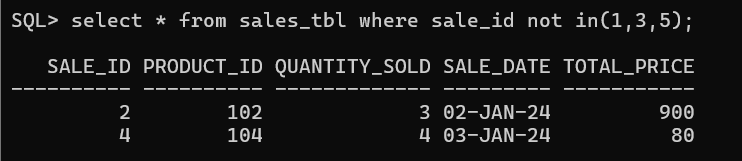 SQL> select * from sales_tbl where sale_id not in(1,3,5);
   SALE_ID PRODUCT_ID QUANTITY_SOLD SALE_DATE TOTAL_PRICE
---------- ---------- ------------- --------- -----------
         2        102             3 02-JAN-24         900
         4        104             4 03-JAN-24          80